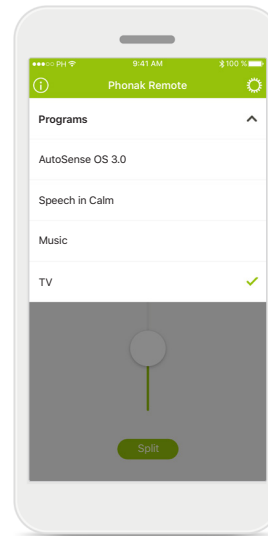 PH 9:41 AM 100 %
Phonak Remote
Programs
AutoSense OS 3.0
Speech in Calm
Music
TV
Split